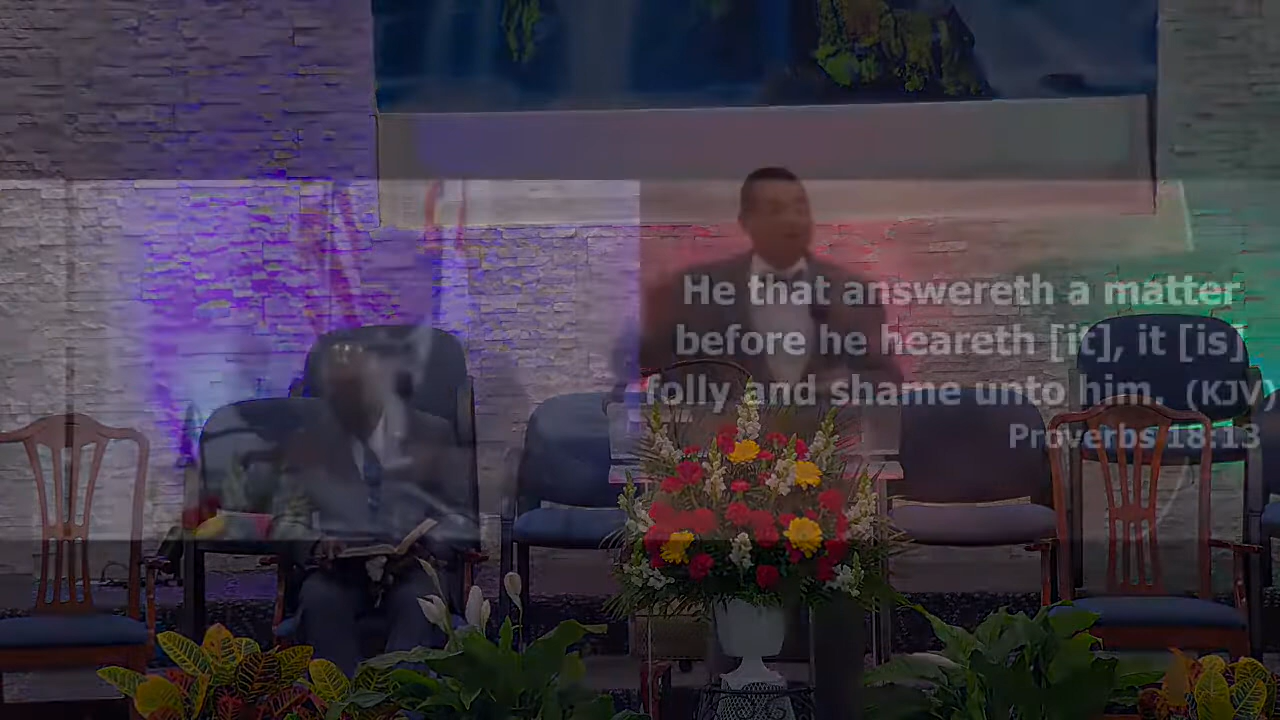 He that answereth a matter
before he heareth [it], it [is]
folly and shame unto him. (KJV)
Proverbs 18:13